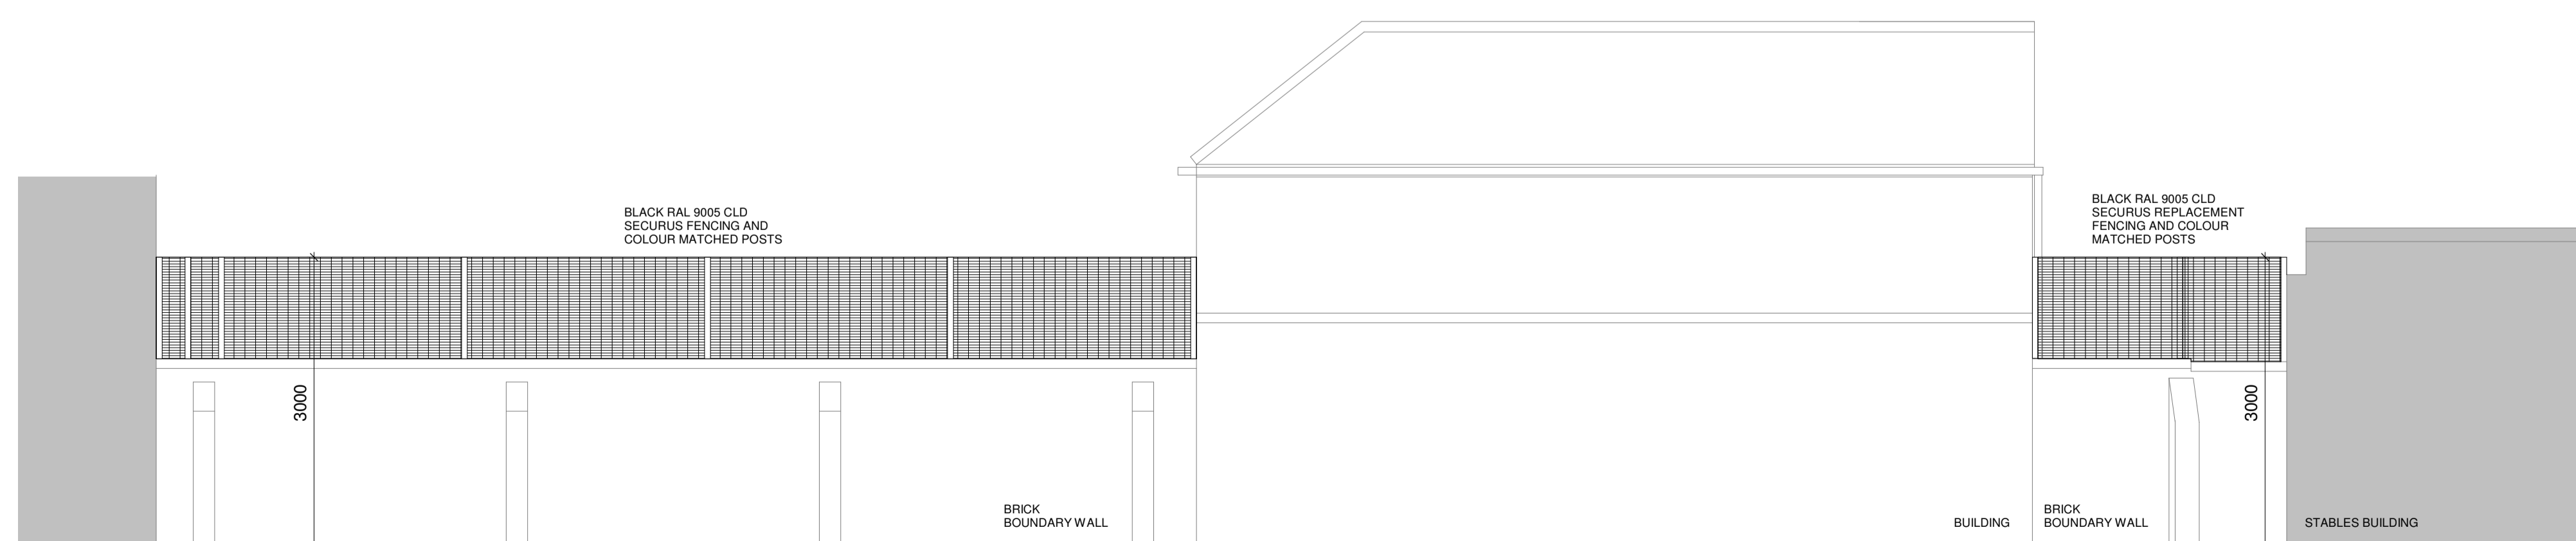 BLACK RAL 9005 CLD
SECURUS FENCING AND
COLOUR MATCHED POSTS
BLACK RAL 9005 CLD
SECURUS REPLACEMENT
FENCING AND COLOUR
MATCHED POSTS
3000
3000
BRICK
BOUNDARY WALL
BUILDING
BRICK
BOUNDARY WALL
STABLES BUILDING